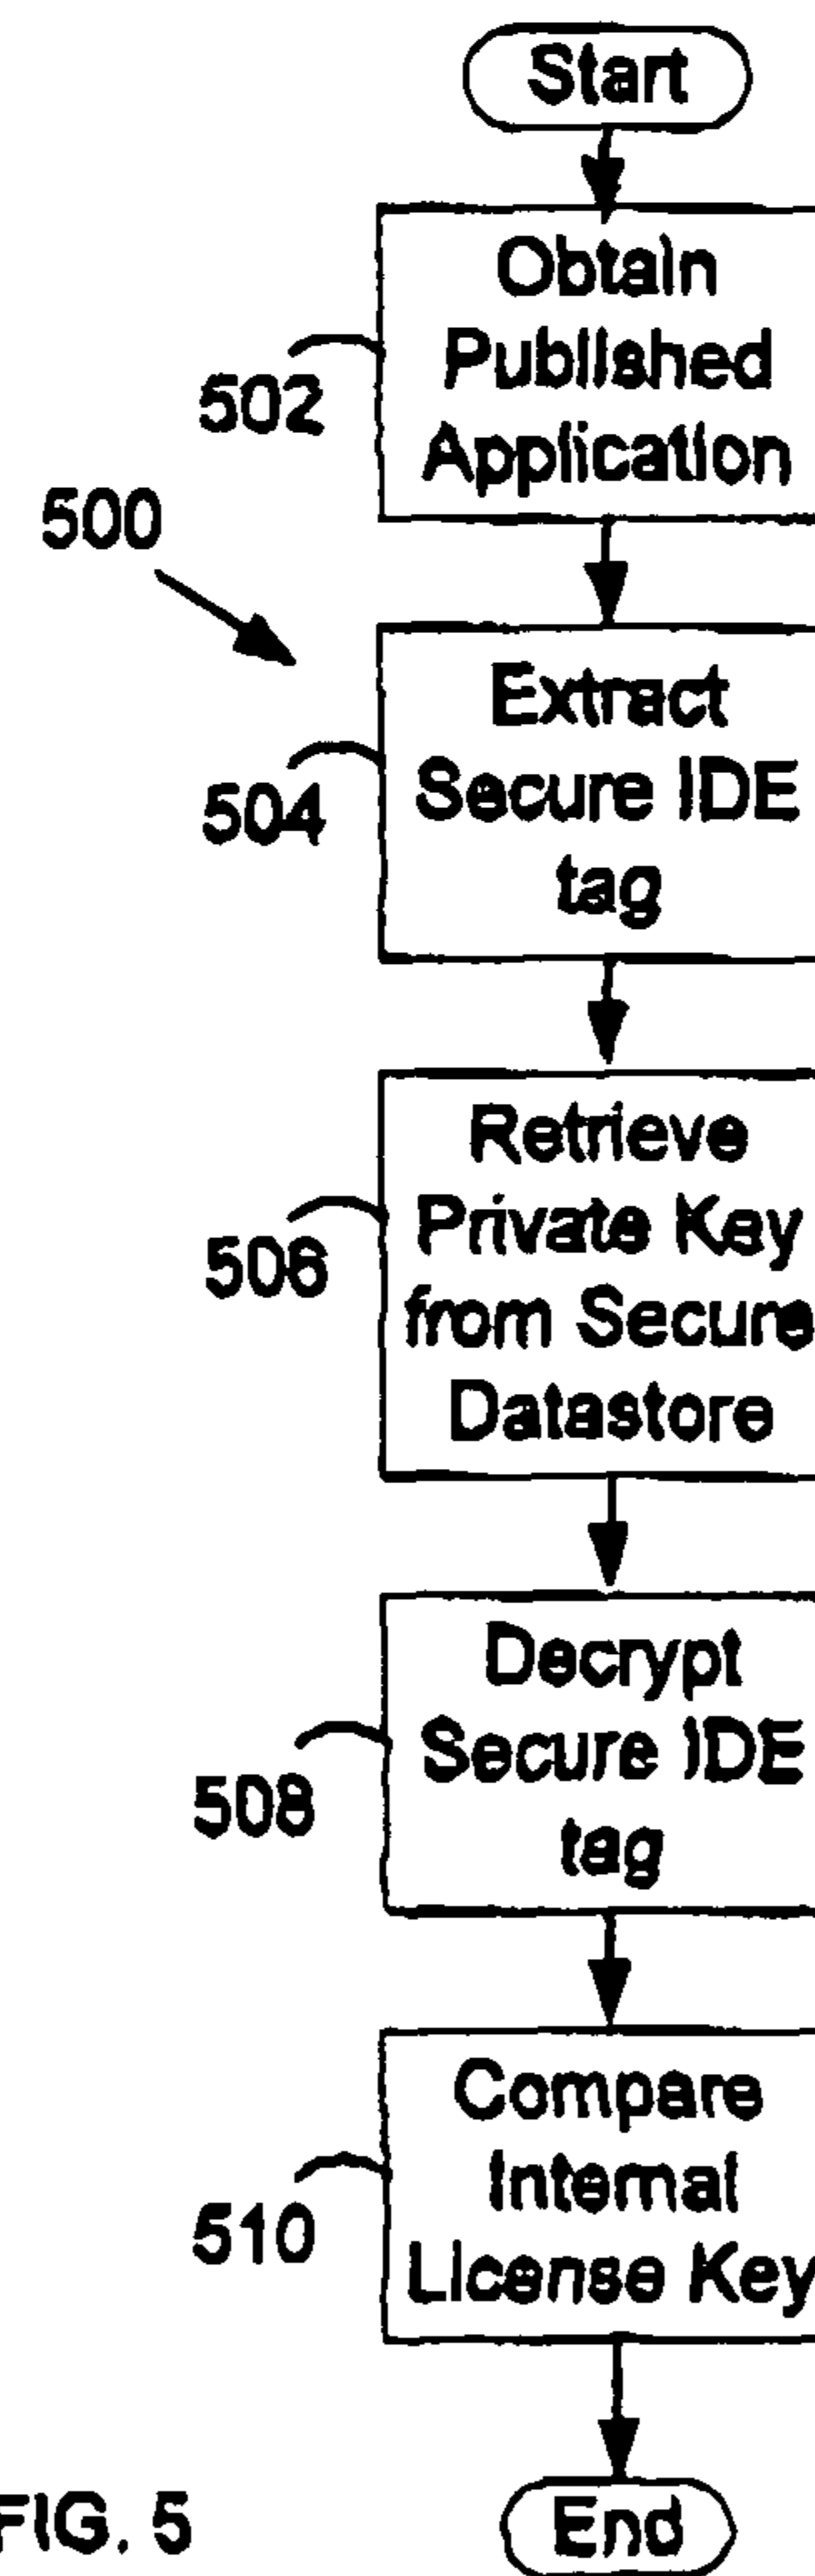 Start
Obtain
Published
Application
502
500
Extract
Secure IDE
tag
504
Retrieve
Private Key
from Secure
Datastore
506
Decrypt
Secure IDE
tag
508
Compare
Internal
License Key
510
End
FIG. 5